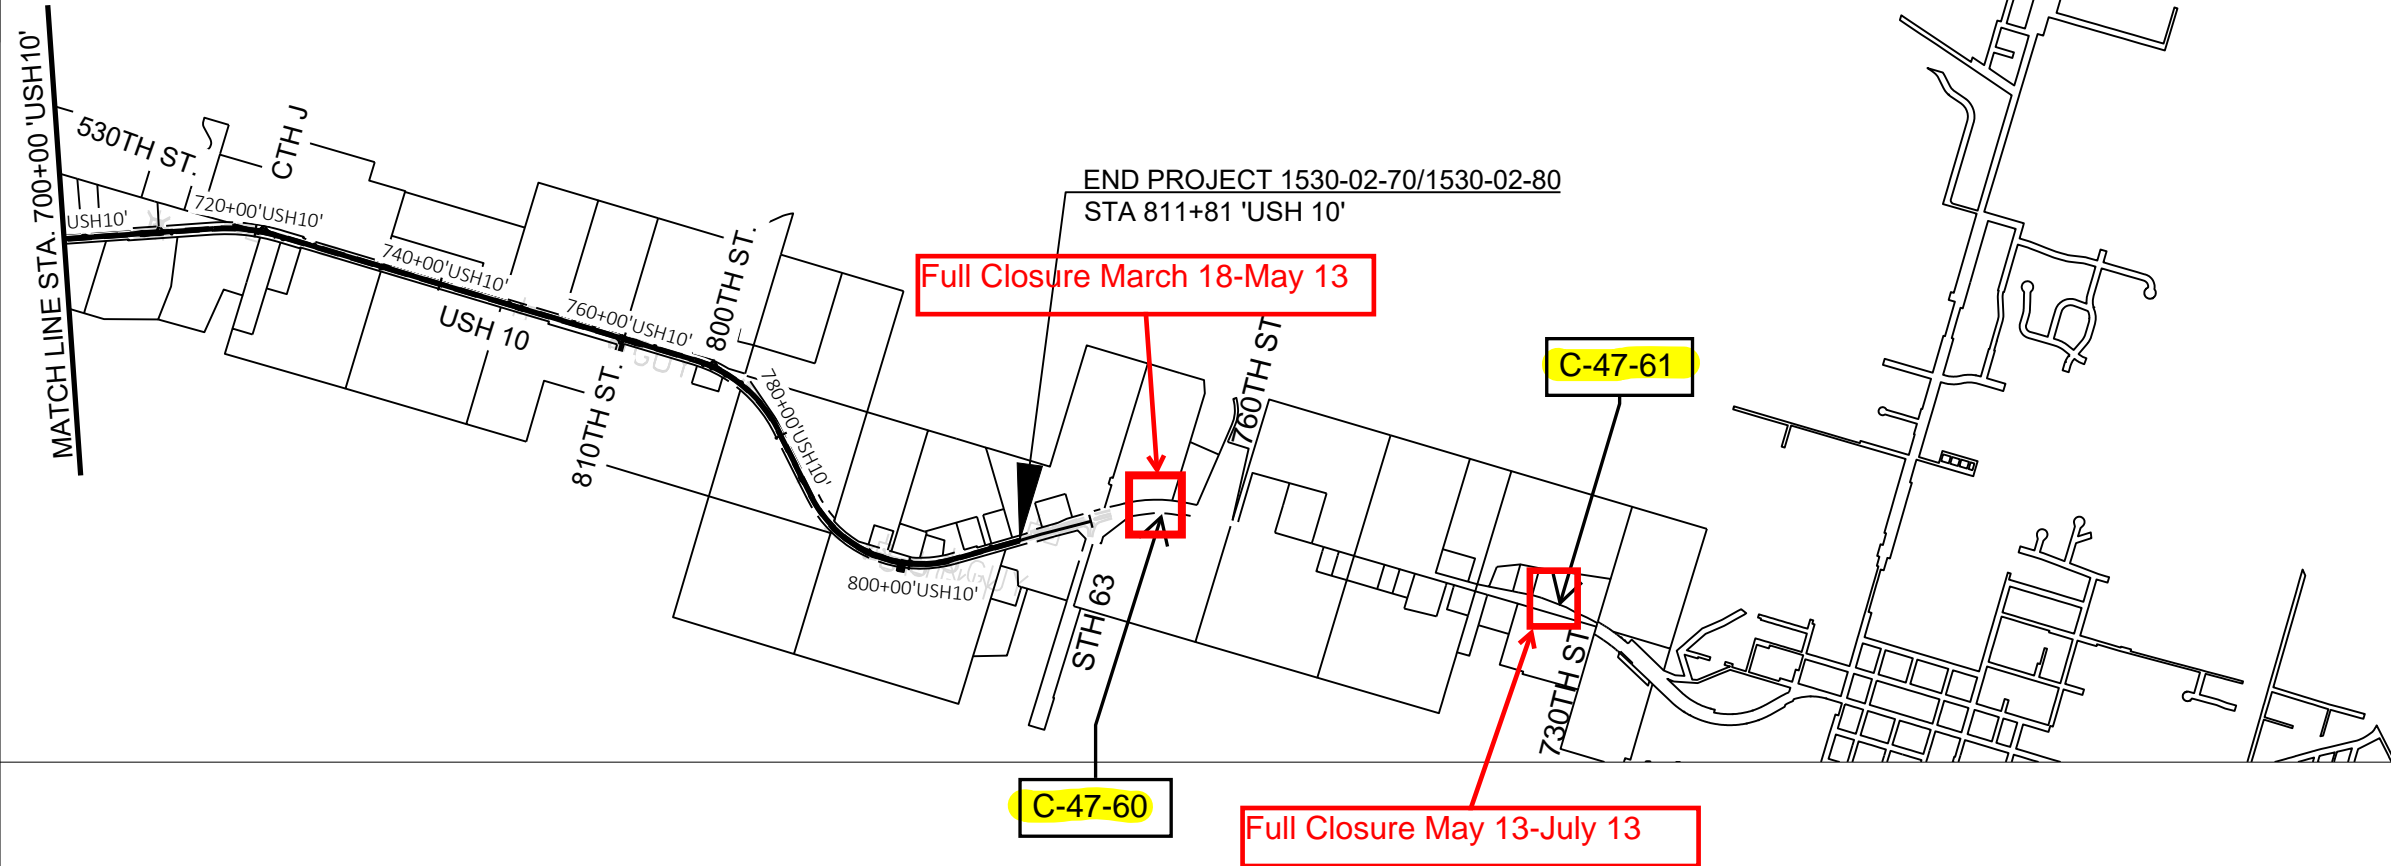 MATCH LINE STA. 700+00 'USH10'
530TH ST.
CTH J
USH10'
720+00'USH10'
740+00'USH10'
USH 10
760+00'USH10'
800TH ST.
810TH ST.
780+00'USH10'
800+00'USH10'
END PROJECT 1530-02-70/1530-02-80
STA 811+81 'USH 10'
Full Closure March 18-May 13
760TH ST
C-47-61
STH 63
730TH ST
C-47-60
Full Closure May 13-July 13